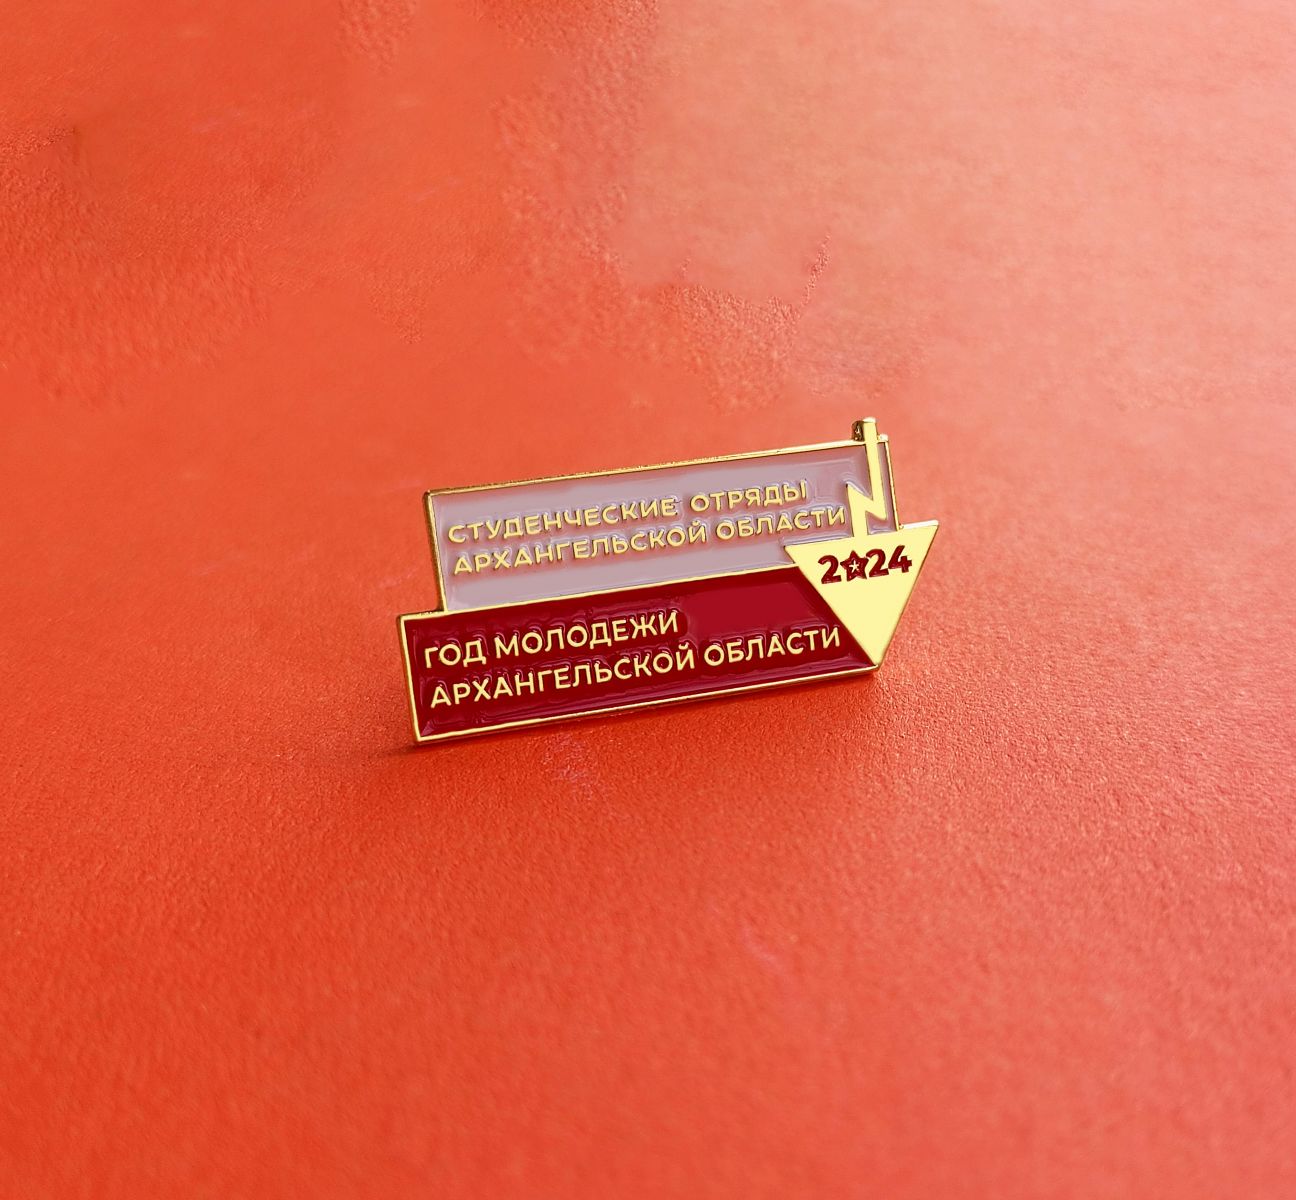 СТУДЕНЧЕСКИЕ ОТРЯДЫ
АРХАНГЕЛЬСКОЙ ОБЛАСТИ
2024
ГОД МОЛОДЕЖИ
АРХАНГЕЛЬСКОЙ ОБЛАСТИ